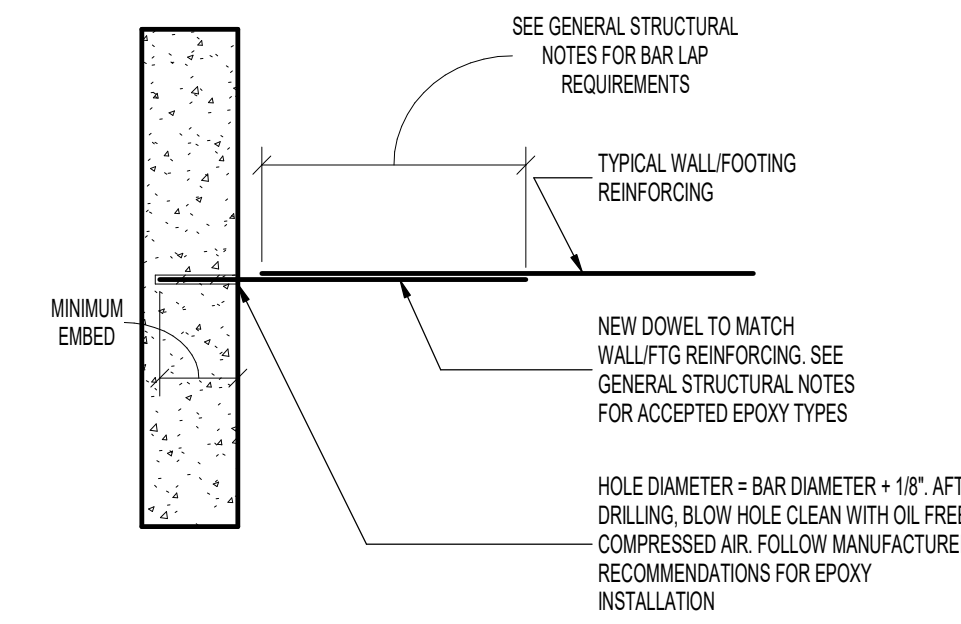 SEE GENERAL STRUCTURAL
NOTES FOR BAR LAP
REQUIREMENTS
TYPICAL WALL/FOOTING
REINFORCING
MINIMUM
EMBED
NEW DOWEL TO MATCH
WALL/FTG REINFORCING. SEE
GENERAL STRUCTURAL NOTES
FOR ACCEPTED EPOXY TYPES
HOLE DIAMETER = BAR DIAMETER + 1/8". AFT
DRILLING, BLOW HOLE CLEAN WITH OIL FREE
COMPRESSED AIR. FOLLOW MANUFACTURE
RECOMMENDATIONS FOR EPOXY
INSTALLATION